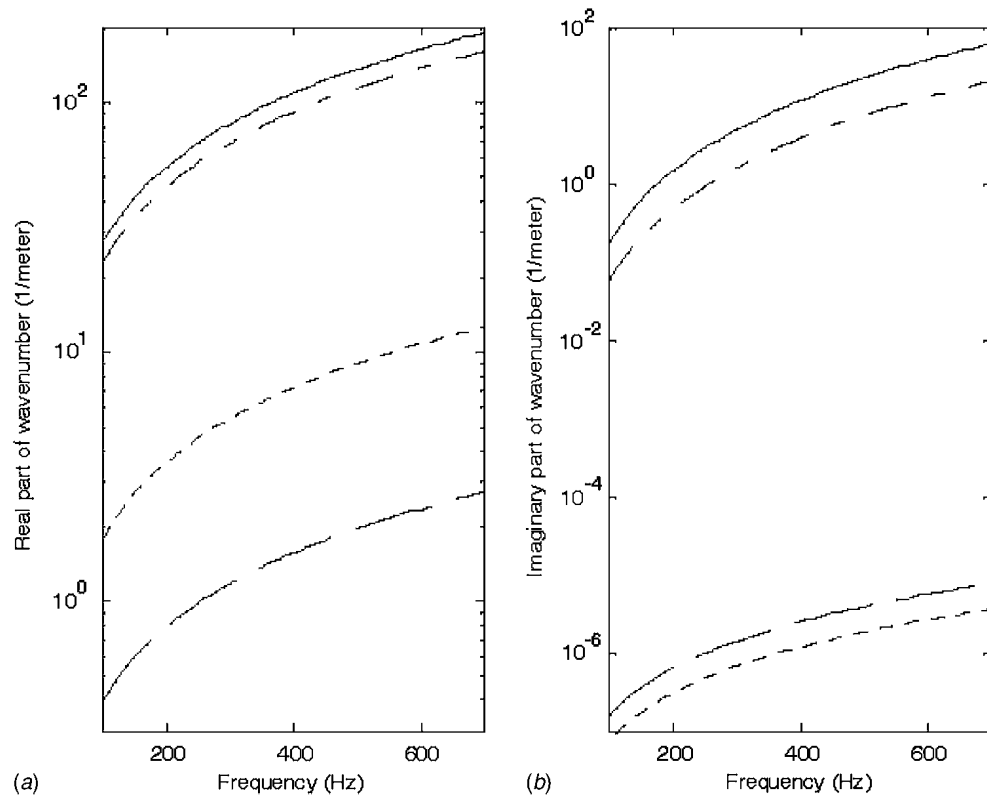 Real part of wavenumber (1/meter)
10^2
10^1
10^0
200
400
600
(a)
Frequency (Hz)
Imaginary part of wavenumber (1/meter)
10^2
10^0
10^-2
10^-4
10^-6
200
400
600
(b)
Frequency (Hz)